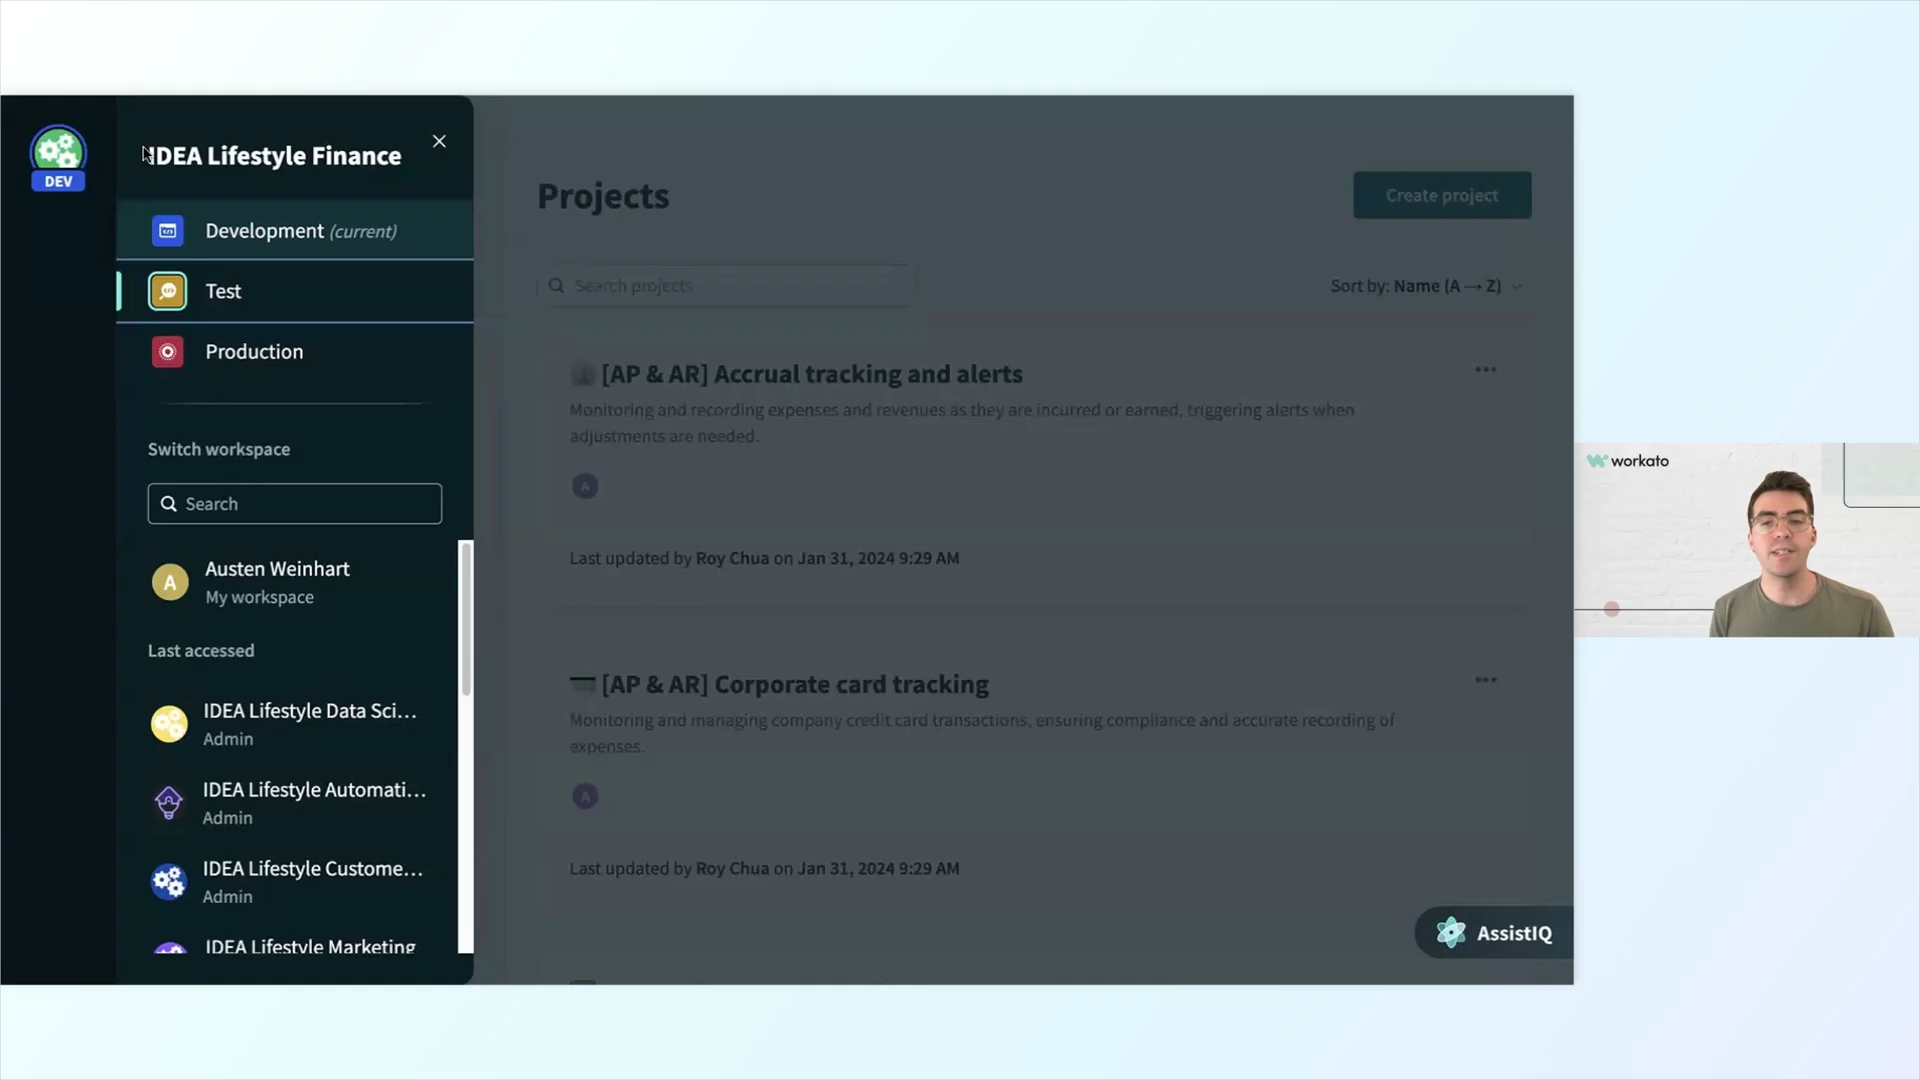 DEV
IDEA Lifestyle Finance
Development (current)
Test
Production
Switch workspace
Search
A
Austen Weinhart
My workspace
Last accessed
IDEA Lifestyle Data Sci...
Admin
IDEA Lifestyle Automati...
Admin
IDEA Lifestyle Custome...
Admin
IDEA Lifestyle Marketing
Projects
Create project
Search projects
Sort by: Name (A → Z)
[AP & AR] Accrual tracking and alerts
Monitoring and recording expenses and revenues as they are incurred or earned, triggering alerts when
adjustments are needed.
A
Last updated by Roy Chua on Jan 31, 2024 9:29 AM
[AP & AR] Corporate card tracking
Monitoring and managing company credit card transactions, ensuring compliance and accurate recording of
expenses.
A
Last updated by Roy Chua on Jan 31, 2024 9:29 AM
AssistIQ
workato